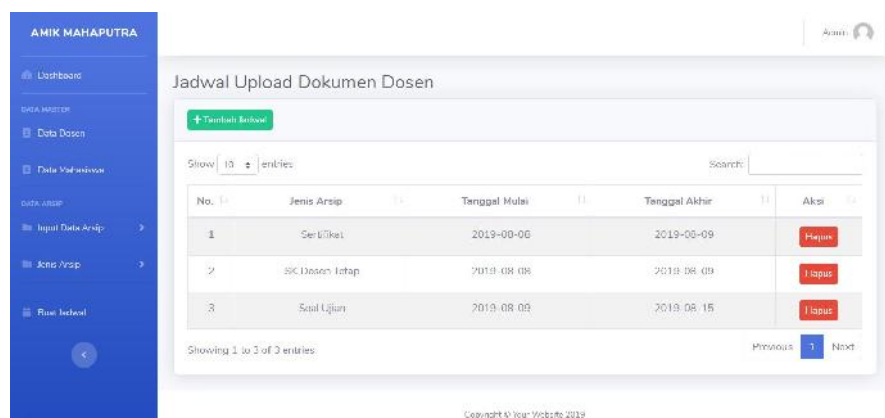 AMIK MAHAPUTRA
Admin
Dashboard
DATA MASTER
Data Dosen
Data Mahasiswa
DATA ARSIP
Input Data Arsip
Jenis Arsip
Buat Jadwal
Jadwal Upload Dokumen Dosen
+ Tambah Jadwal
Show 10 entries Search:
No. Jenis Arsip Tanggal Mulai Tanggal Akhir Aksi
1 Sertifikat 2019-08-08 2019-08-09 Hapus
2 SK Dosen Tetap 2019-08-08 2019-08-09 Hapus
3 Soal Ujian 2019-08-09 2019-08-15 Hapus
Showing 1 to 3 of 3 entries Previous 1 Next
Copyright © Your Website 2019